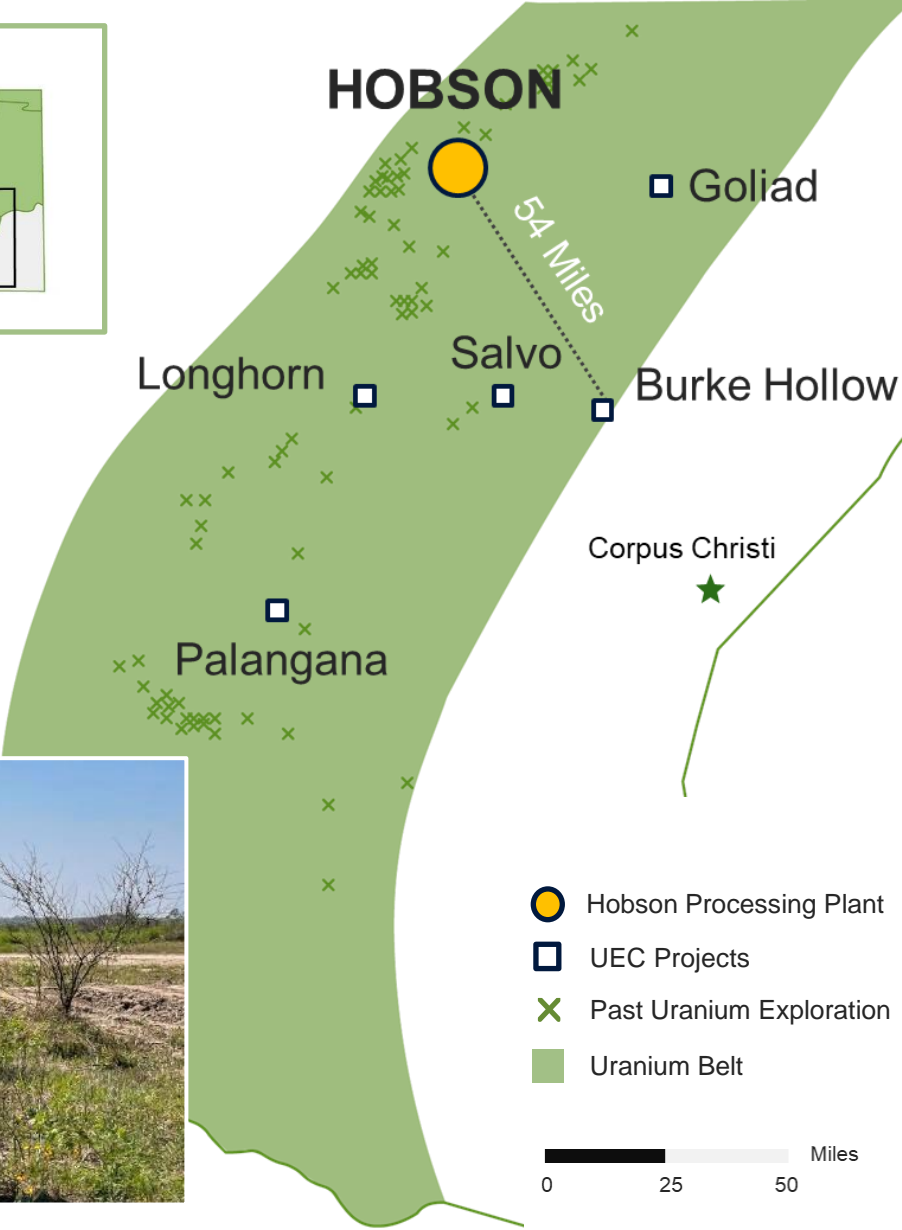 HOBSON
Goliad
54 Miles
Salvo
Longhorn
Burke Hollow
Corpus Christi
Palangana
Hobson Processing Plant
UEC Projects
Past Uranium Exploration
Uranium Belt
Miles
0 25 50